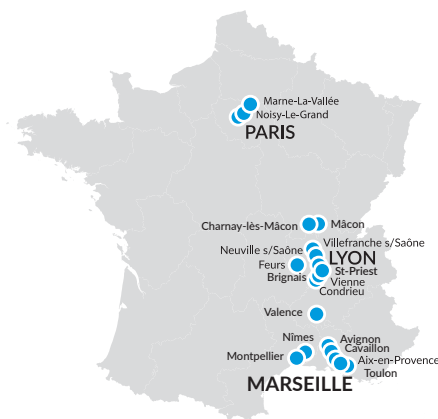 Marne-La-Vallée
Noisy-Le-Grand
PARIS
Charnay-lès-Mâcon
Mâcon
Villefranche s/Saône
Neuville s/Saône
LYON
Feurs
St-Priest
Brignais
Vienne
Condrieu
Valence
Nîmes
Avignon
Cavaillon
Montpellier
Aix-en-Provence
Toulon
MARSEILLE